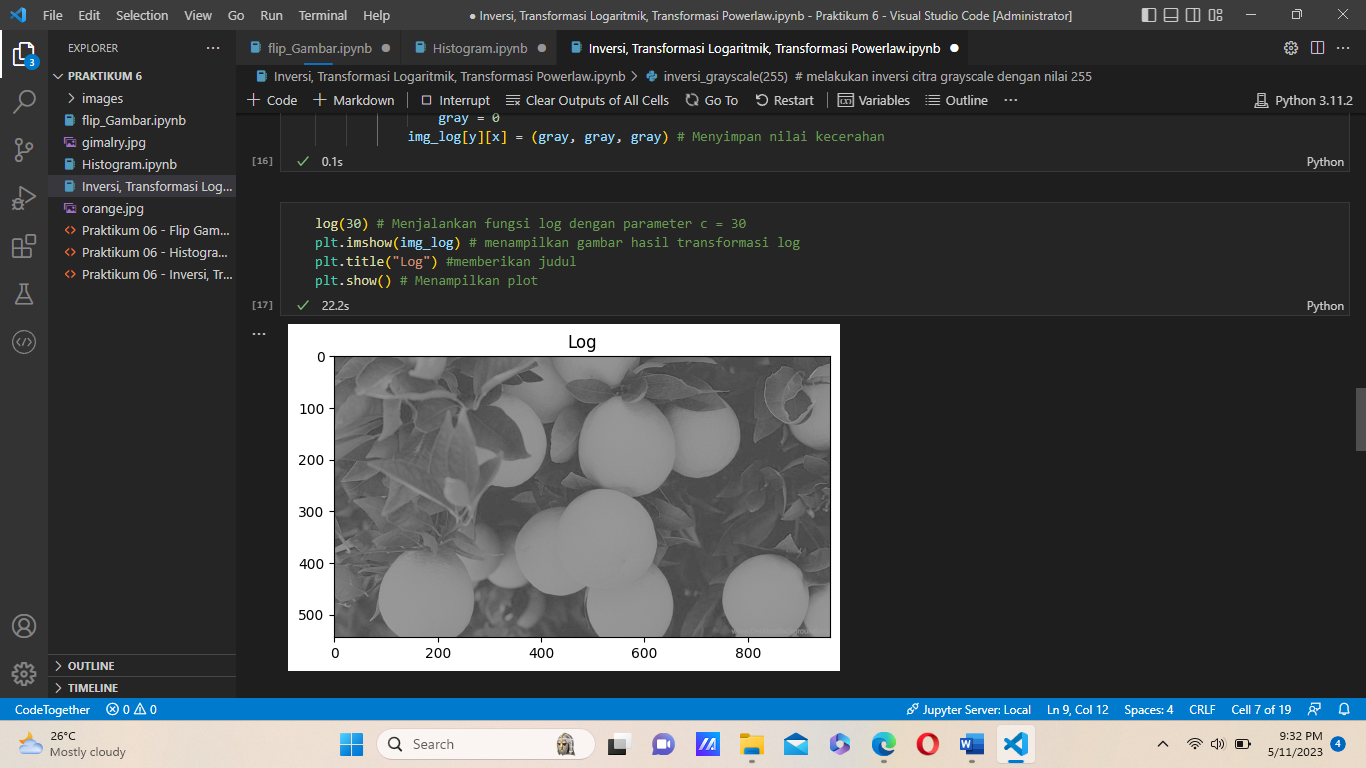 File Edit Selection View Go Run Terminal Help
● Inversi, Transformasi Logaritmik, Transformasi Powerlaw.ipynb - Praktikum 6 - Visual Studio Code [Administrator]
EXPLORER ···
flip_Gambar.ipynb ● Histogram.ipynb ● Inversi, Transformasi Logaritmik, Transformasi Powerlaw.ipynb ●
PRAKTIKUM 6
images
flip_Gambar.ipynb
gimalry.jpg
Histogram.ipynb
Inversi, Transformasi Log...
orange.jpg
Praktikum 06 - Flip Gam...
Praktikum 06 - Histogra...
Praktikum 06 - Inversi, Tr...
OUTLINE
TIMELINE
3
Inversi, Transformasi Logaritmik, Transformasi Powerlaw.ipynb > inversi_grayscale(255) # melakukan inversi citra grayscale dengan nilai 255
+ Code + Markdown Interrupt Clear Outputs of All Cells Go To Restart Variables Outline ··· Python 3.11.2
gray = 0
img_log[y][x] = (gray, gray, gray) # Menyimpan nilai kecerahan
[16] ✓ 0.1s Python
log(30) # Menjalankan fungsi log dengan parameter c = 30
plt.imshow(img_log) # menampilkan gambar hasil transformasi log
plt.title("Log") #memberikan judul
plt.show() # Menampilkan plot
[17] ✓ 22.2s Python
···
Log
0
100
200
300
400
500
0 200 400 600 800
CodeTogether 0 0 Jupyter Server: Local Ln 9, Col 12 Spaces: 4 CRLF Cell 7 of 19
26°C
Mostly cloudy
Search
9:32 PM
5/11/2023
4